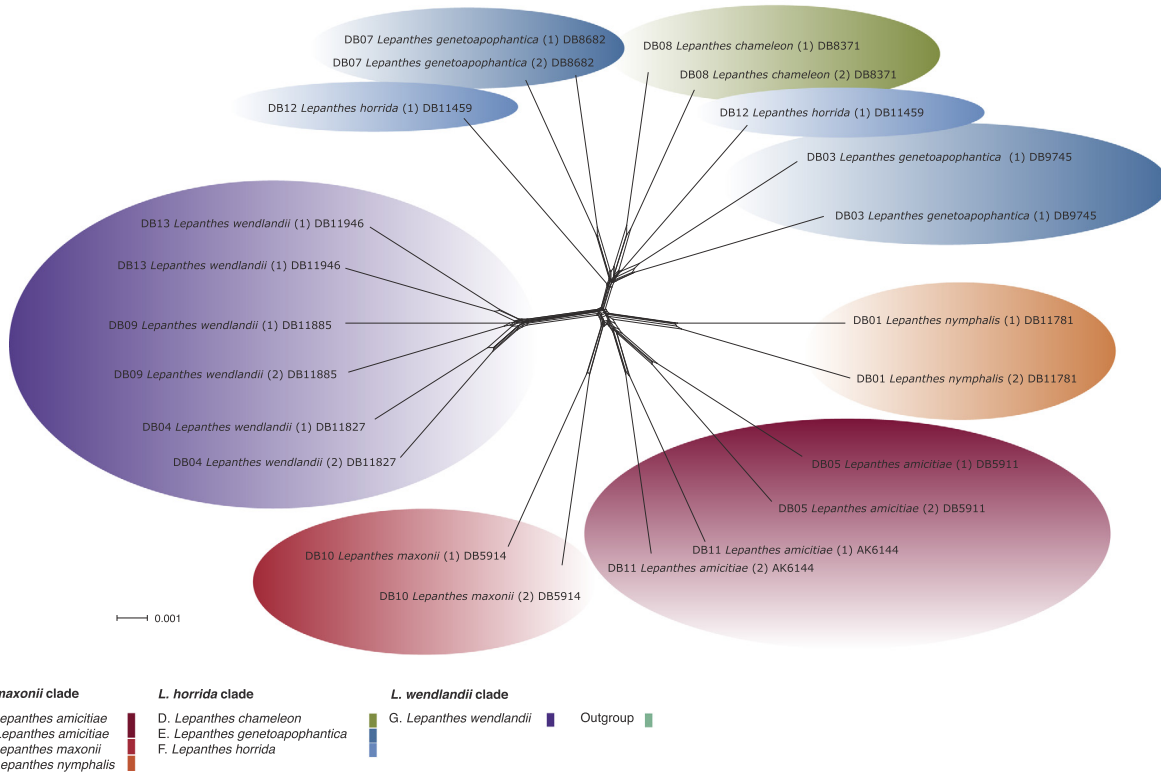 DB07 Lepanthes genetoapophantica (1) DB8682
DB07 Lepanthes genetoapophantica (2) DB8682
DB08 Lepanthes chameleon (1) DB8371
DB08 Lepanthes chameleon (2) DB8371
DB12 Lepanthes horrida (1) DB11459
DB12 Lepanthes horrida (1) DB11459
DB03 Lepanthes genetoapophantica (1) DB9745
DB03 Lepanthes genetoapophantica (1) DB9745
DB13 Lepanthes wendlandii (1) DB11946
DB13 Lepanthes wendlandii (1) DB11946
DB09 Lepanthes wendlandii (1) DB11885
DB09 Lepanthes wendlandii (2) DB11885
DB04 Lepanthes wendlandii (1) DB11827
DB04 Lepanthes wendlandii (2) DB11827
DB01 Lepanthes nymphalis (1) DB11781
DB01 Lepanthes nymphalis (2) DB11781
DB05 Lepanthes amicitiae (1) DB5911
DB05 Lepanthes amicitiae (2) DB5911
DB11 Lepanthes amicitiae (1) AK6144
DB11 Lepanthes amicitiae (2) AK6144
DB10 Lepanthes maxonii (1) DB5914
DB10 Lepanthes maxonii (2) DB5914
0.001
maxonii clade
epanthes amicitiae
Lepanthes amicitiae
epanthes maxonii
epanthes nymphalis
L. horrida clade
D. Lepanthes chameleon
E. Lepanthes genetoapophantica
F. Lepanthes horrida
L. wendlandii clade
G. Lepanthes wendlandii
Outgroup